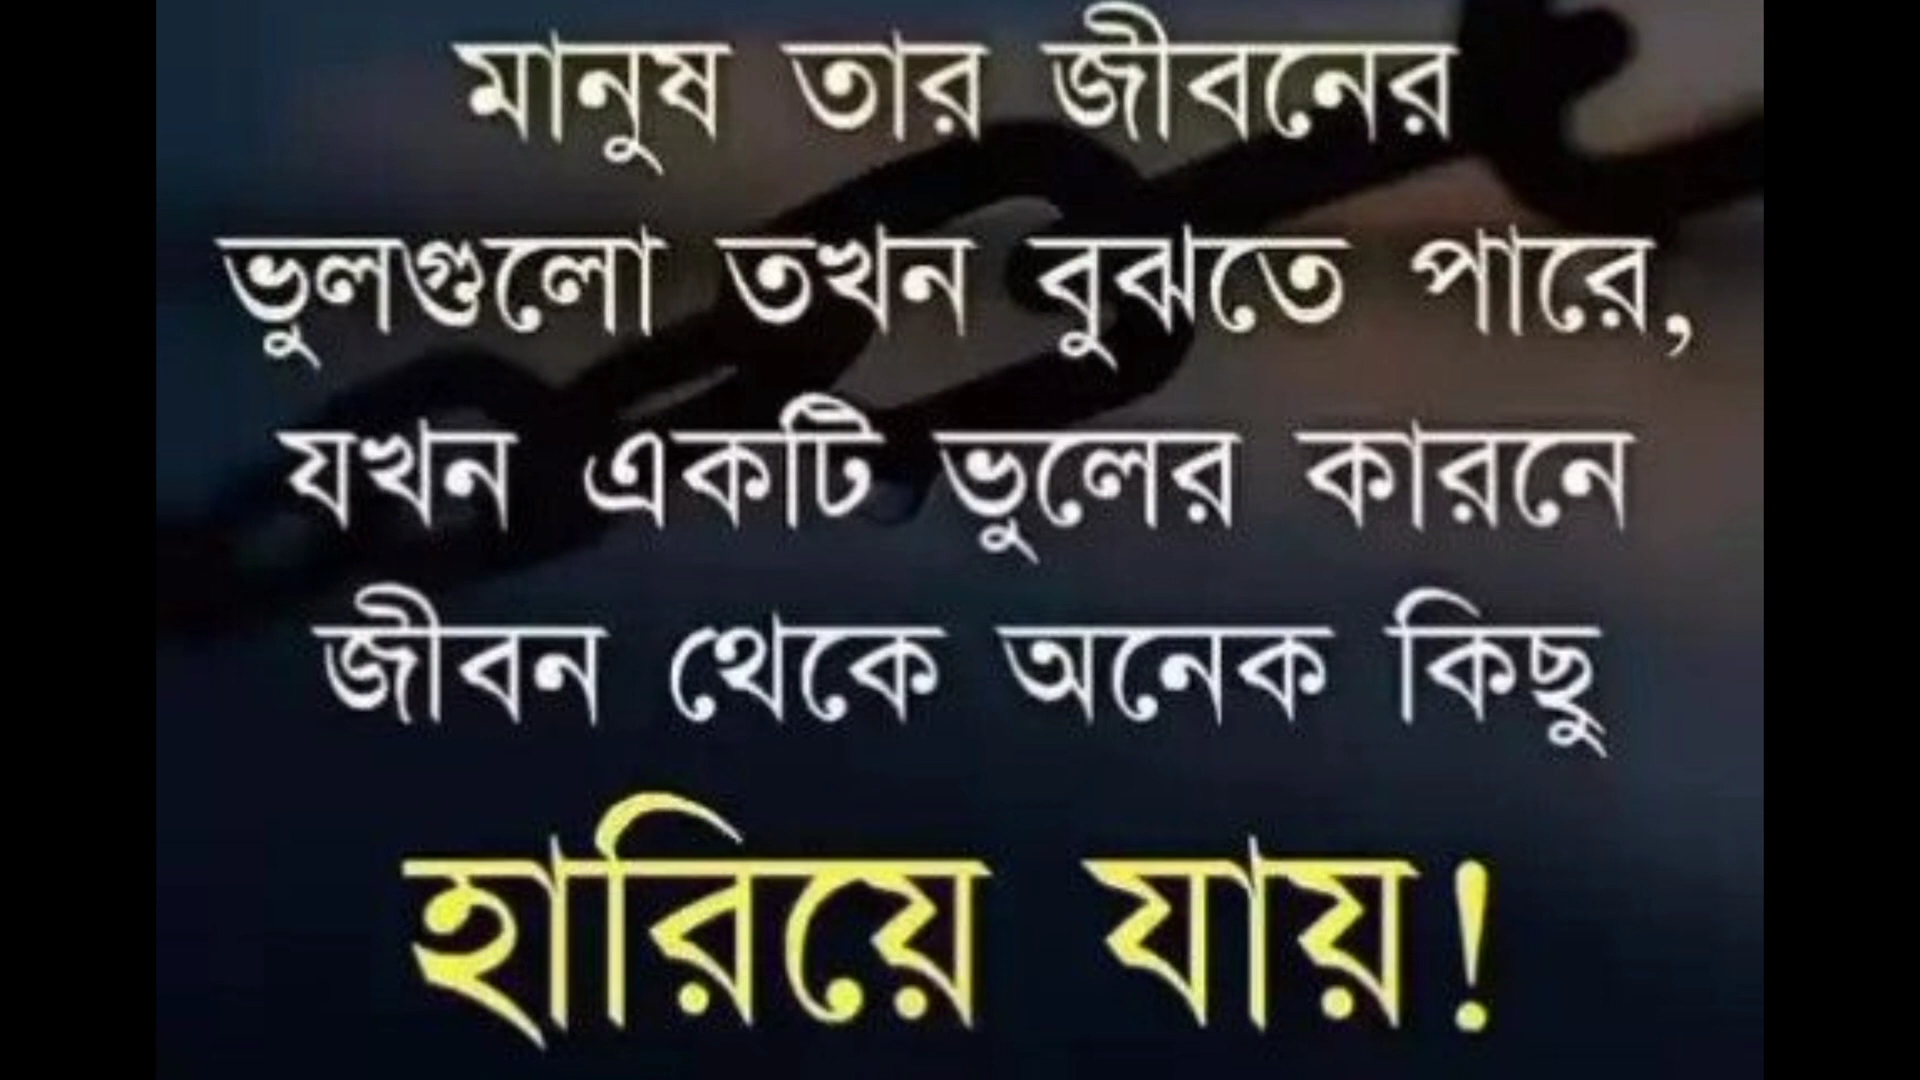 মানুষ তার জীবনের
ভুলগুলো তখন বুঝতে পারে,
যখন একটি ভুলের কারনে
জীবন থেকে অনেক কিছু
হারিয়ে যায়!